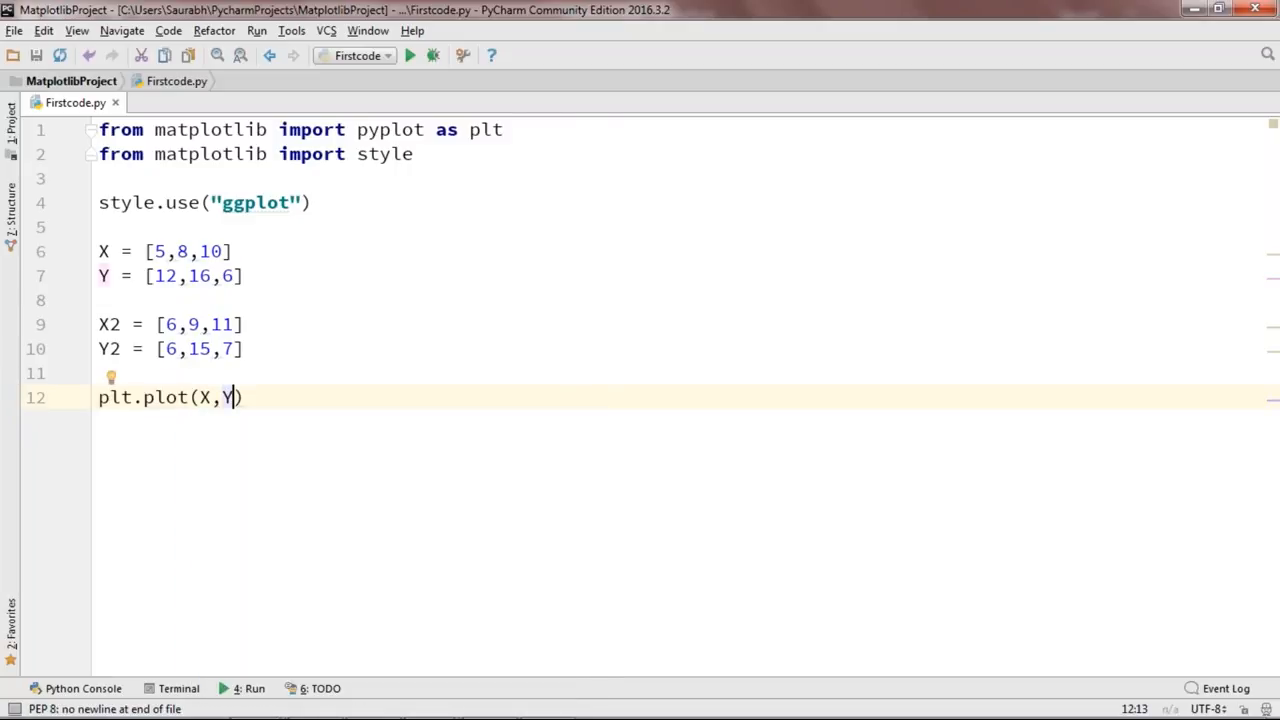 MatplotlibProject - [C:\Users\Saurabh\PycharmProjects\MatplotlibProject] - ...\Firstcode.py - PyCharm Community Edition 2016.3.2
File Edit View Navigate Code Refactor Run Tools VCS Window Help
Firstcode
MatplotlibProject Firstcode.py
Firstcode.py
1: Project
7: Structure
2: Favorites
1 from matplotlib import pyplot as plt
2 from matplotlib import style
3
4 style.use("ggplot")
5
6 X = [5,8,10]
7 Y = [12,16,6]
8
9 X2 = [6,9,11]
10 Y2 = [6,15,7]
11
12 plt.plot(X,Y)
Python Console Terminal 4: Run 6: TODO Event Log
PEP 8: no newline at end of file 12:13 n/a UTF-8